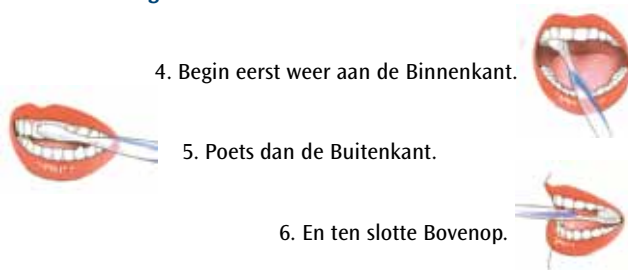 4. Begin eerst weer aan de Binnenkant.
5. Poets dan de Buitenkant.
6. En ten slotte Bovenop.